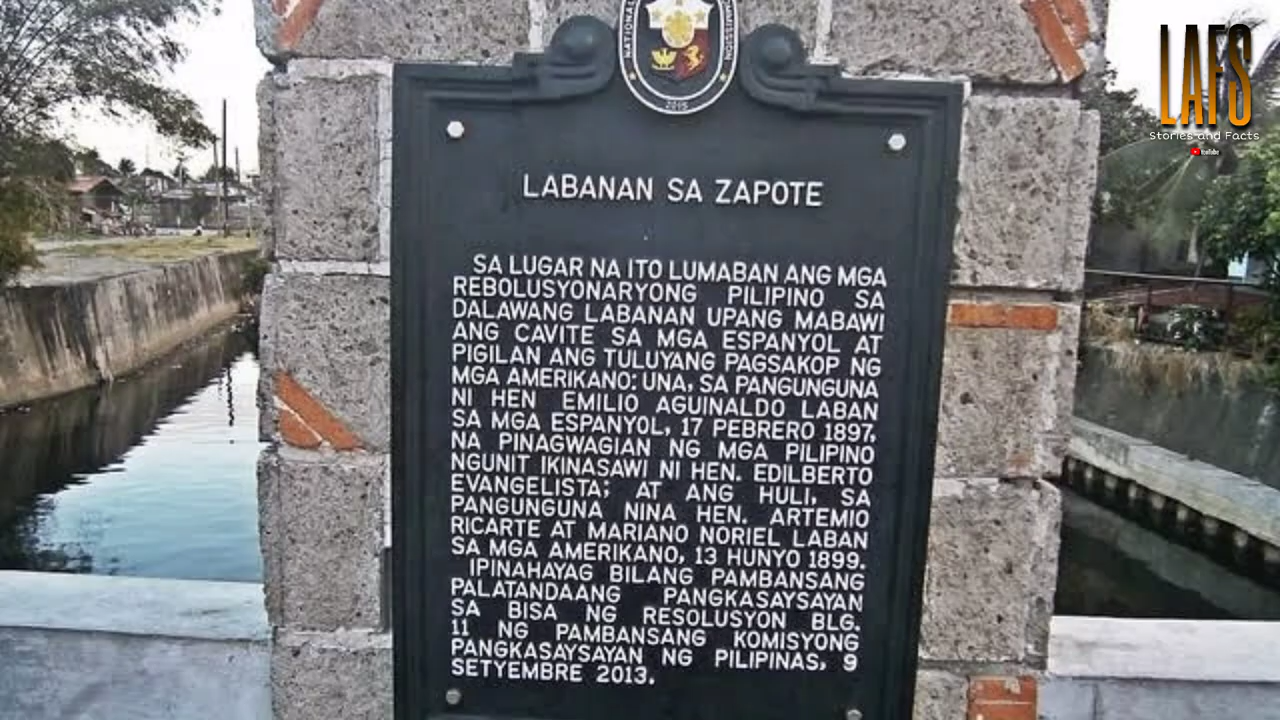 LAFS
Stories and Facts
YouTube
NATIONAL
COMMISSION
2015
LABANAN SA ZAPOTE
SA LUGAR NA ITO LUMABAN ANG MGA
REBOLUSYONARYONG PILIPINO SA
DALAWANG LABANAN UPANG MABAWI
ANG CAVITE SA MGA ESPANYOL AT
PIGILAN ANG TULUYANG PAGSAKOP NG
MGA AMERIKANO: UNA, SA PANGUNGUNA
NI HEN EMILIO AGUINALDO LABAN
SA MGA ESPANYOL, 17 PEBRERO 1897,
NA PINAGWAGIAN NG MGA PILIPINO
NGUNIT IKINASAWI NI HEN. EDILBERTO
EVANGELISTA; AT ANG HULI, SA
PANGUNGUNA NINA HEN. ARTEMIO
RICARTE AT MARIANO NORIEL LABAN
SA MGA AMERIKANO, 13 HUNYO 1899.
IPINAHAYAG BILANG PAMBANSANG
PALATANDAANG PANGKASAYSAYAN
SA BISA NG RESOLUSYON BLG.
11 NG PAMBANSANG KOMISYONG
PANGKASAYSAYAN NG PILIPINAS, 9
SETYEMBRE 2013.